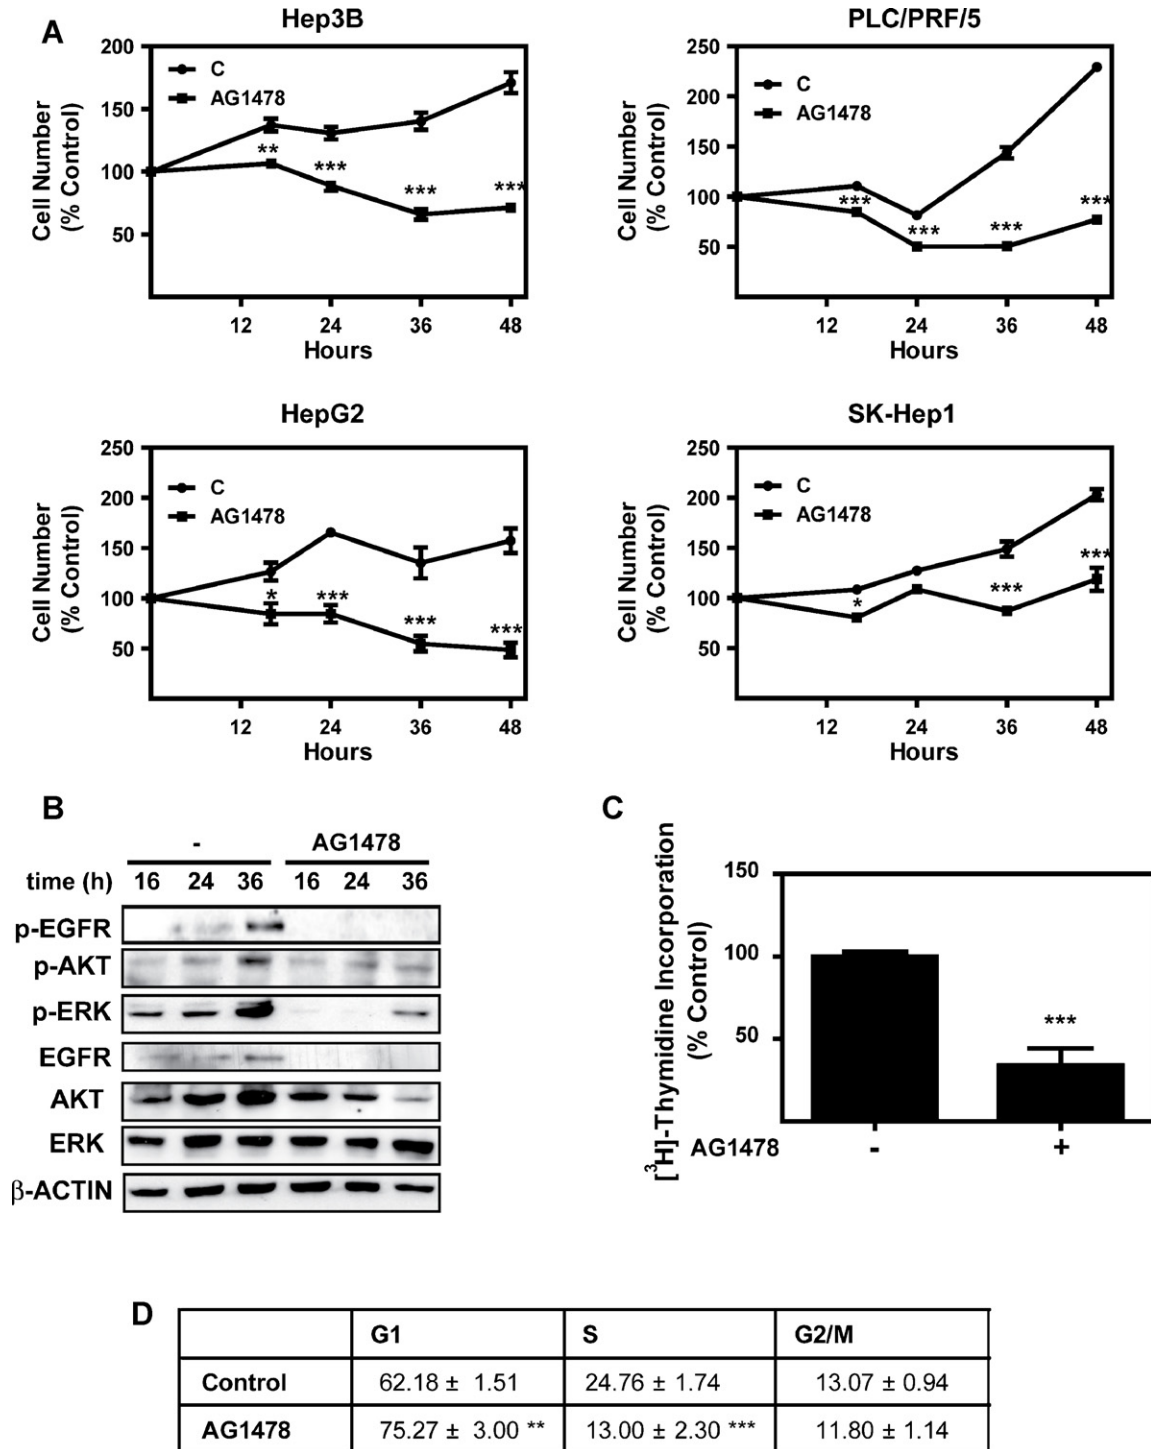 A
Hep3B
Cell Number
(% Control)
200
150
100
50
C
AG1478
**
***
***
***
12 24 36 48
Hours
PLC/PRF/5
Cell Number
(% Control)
250
200
150
100
50
C
AG1478
***
***
***
***
12 24 36 48
Hours
HepG2
Cell Number
(% Control)
250
200
150
100
50
C
AG1478
*
***
***
***
12 24 36 48
Hours
SK-Hep1
Cell Number
(% Control)
250
200
150
100
50
C
AG1478
*
***
***
12 24 36 48
Hours
B
- AG1478
time (h) 16 24 36 16 24 36
p-EGFR
p-AKT
p-ERK
EGFR
AKT
ERK
β-ACTIN
C
[³H]-Thymidine Incorporation
(% Control)
150
100
50
***
AG1478 - +
D
G1 S G2/M
Control 62.18 ± 1.51 24.76 ± 1.74 13.07 ± 0.94
AG1478 75.27 ± 3.00 ** 13.00 ± 2.30 *** 11.80 ± 1.14